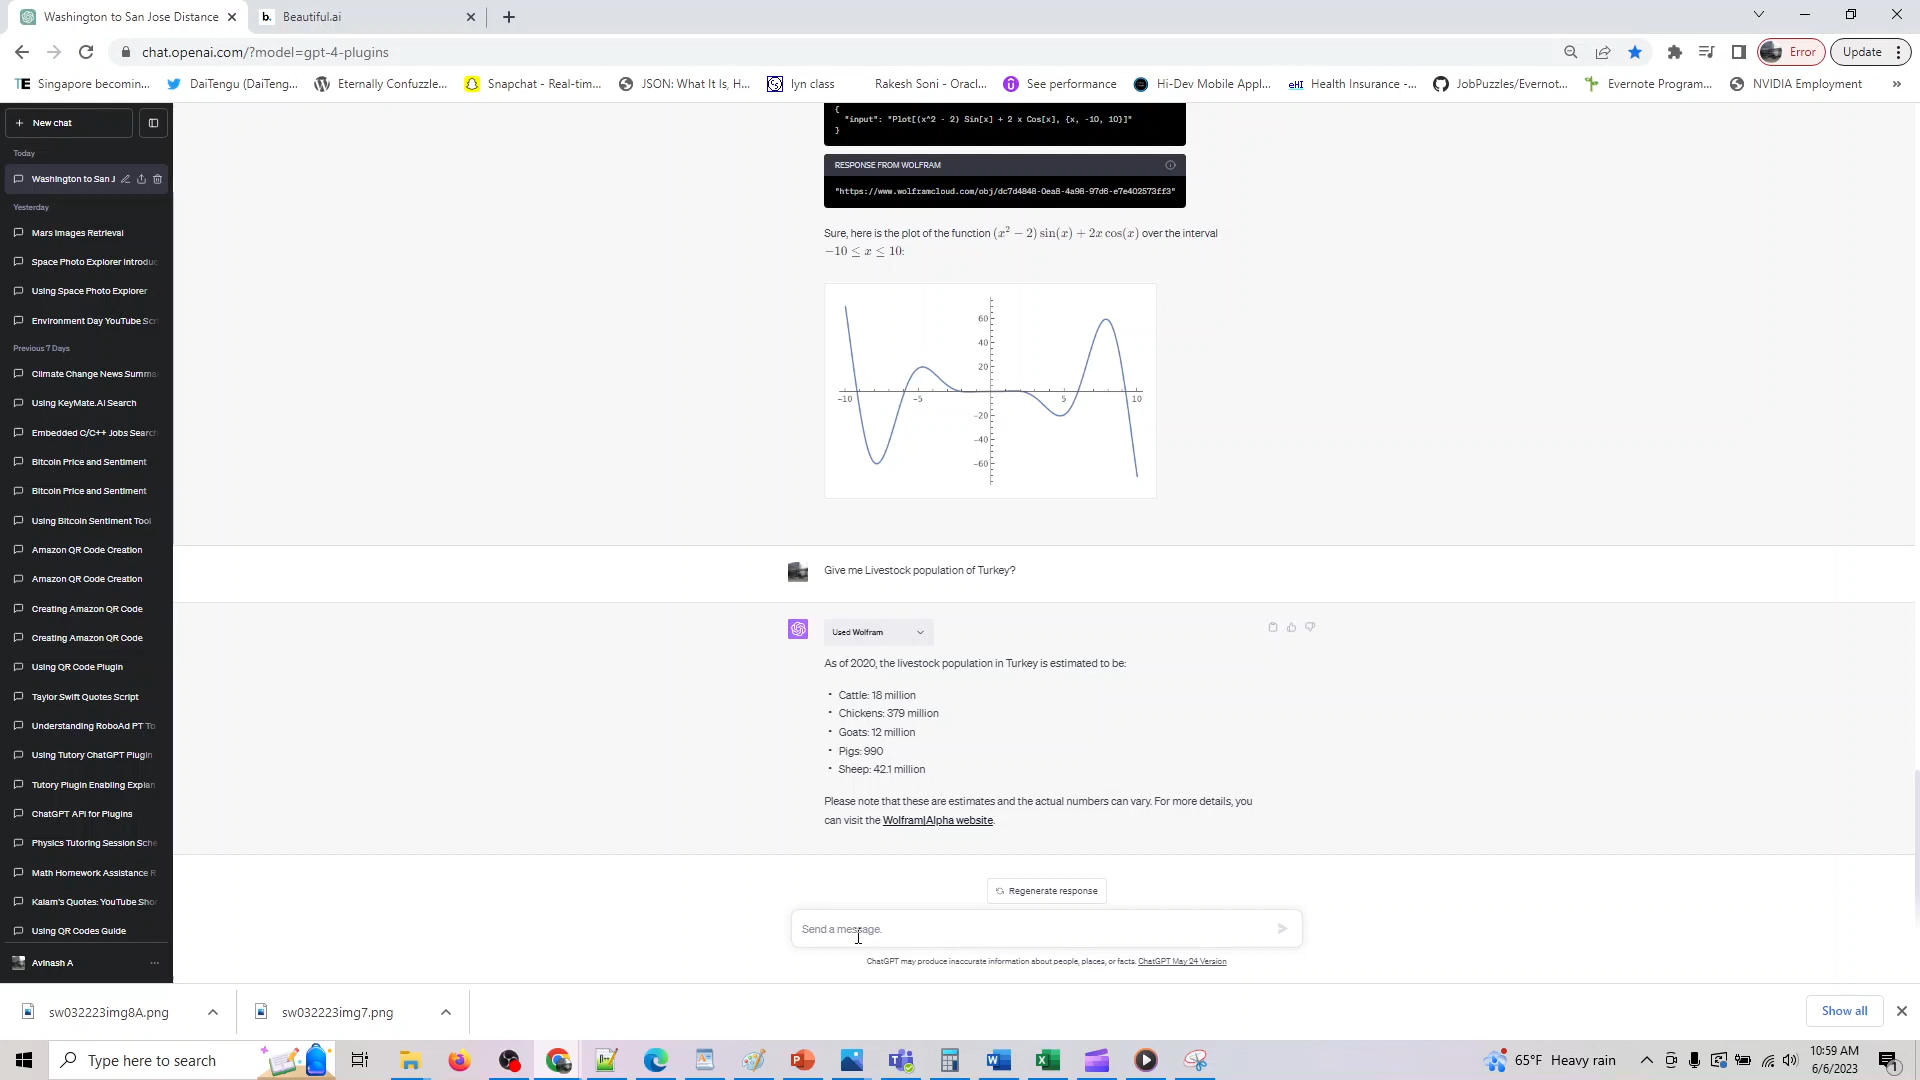 Washington to San Jose Distance
b. Beautiful.ai
chat.openai.com/?model=gpt-4-plugins
Error
Update
TE Singapore becomin...
DaiTengu (DaiTeng...
Eternally Confuzzle...
Snapchat - Real-tim...
JSON: What It Is, H...
lyn class
Rakesh Soni - Oracl...
See performance
Hi-Dev Mobile Appl...
eHI Health Insurance -...
JobPuzzles/Evernot...
Evernote Program...
NVIDIA Employment
»
+ New chat
Today
Washington to San J
Yesterday
Mars Images Retrieval
Space Photo Explorer Introduc
Using Space Photo Explorer
Environment Day YouTube Scr
Previous 7 Days
Climate Change News Summa
Using KeyMate.AI Search
Embedded C/C++ Jobs Search
Bitcoin Price and Sentiment
Bitcoin Price and Sentiment
Using Bitcoin Sentiment Tool
Amazon QR Code Creation
Amazon QR Code Creation
Creating Amazon QR Code
Creating Amazon QR Code
Using QR Code Plugin
Taylor Swift Quotes Script
Understanding RoboAd PT To
Using Tutory ChatGPT Plugin
Tutory Plugin Enabling Explan
ChatGPT API for Plugins
Physics Tutoring Session Sche
Math Homework Assistance R
Kalam's Quotes: YouTube Shor
Using QR Codes Guide
Avinash A
{
"input": "Plot[(x^2 - 2) Sin[x] + 2 x Cos[x], {x, -10, 10}]"
}
RESPONSE FROM WOLFRAM
"https://www.wolframcloud.com/obj/dc7d4848-0ea8-4a98-97d6-e7e402573ff3"
Sure, here is the plot of the function (x² − 2) sin(x) + 2x cos(x) over the interval
−10 ≤ x ≤ 10:
60
40
20
-10 -5 5 10
-20
-40
-60
Give me Livestock population of Turkey?
Used Wolfram
As of 2020, the livestock population in Turkey is estimated to be:
• Cattle: 18 million
• Chickens: 379 million
• Goats: 12 million
• Pigs: 990
• Sheep: 42.1 million
Please note that these are estimates and the actual numbers can vary. For more details, you
can visit the Wolfram|Alpha website.
Regenerate response
Send a message.
ChatGPT may produce inaccurate information about people, places, or facts. ChatGPT May 24 Version
sw032223img8A.png
sw032223img7.png
Show all
Type here to search
65°F Heavy rain
10:59 AM
6/6/2023
1